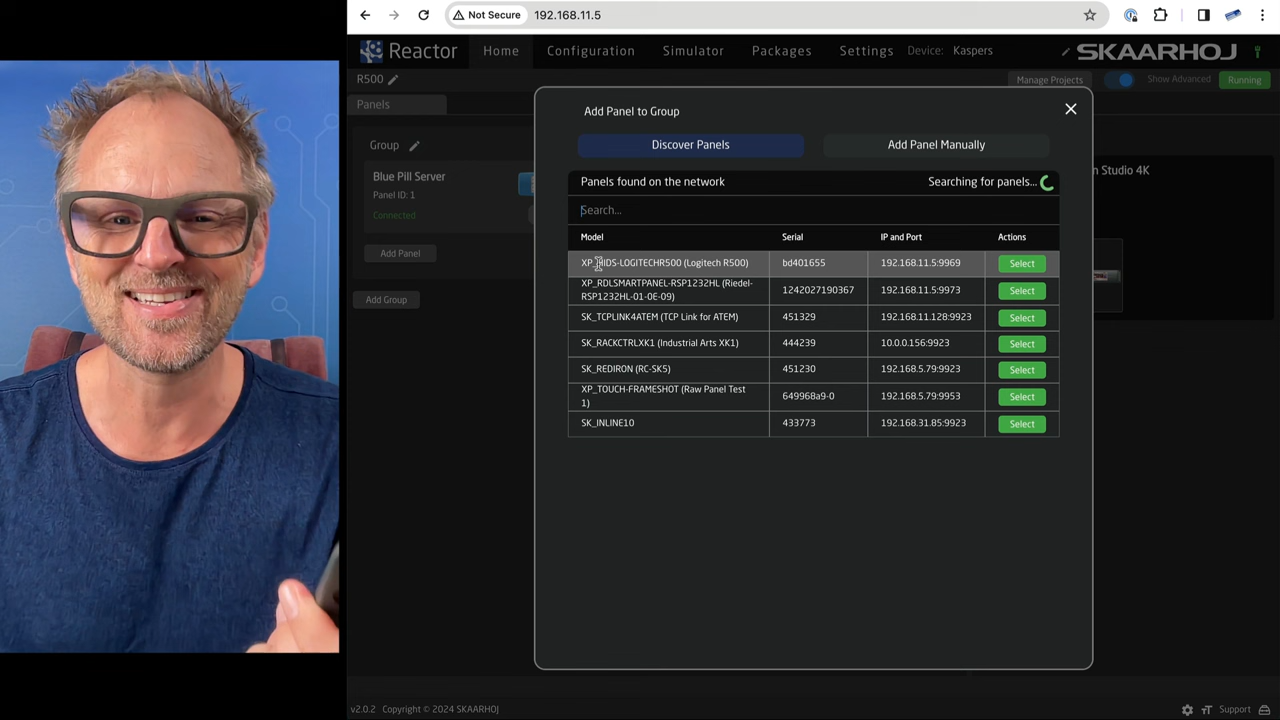 Not Secure 192.168.11.5
Reactor Home Configuration Simulator Packages Settings Device: Kaspers SKAARHOJ
R500 Manage Projects Show Advanced Running
Panels
Group
Blue Pill Server
Panel ID: 1
Connected
Add Panel
Add Group
n Studio 4K
Add Panel to Group
Discover Panels Add Panel Manually
Panels found on the network Searching for panels...
Search...
Model Serial IP and Port Actions
XP_HIDS-LOGITECHR500 (Logitech R500) bd401655 192.168.11.5:9969 Select
XP_RDLSMARTPANEL-RSP1232HL (Riedel-
RSP1232HL-01-0E-09) 1242027190367 192.168.11.5:9973 Select
SK_TCPLINK4ATEM (TCP Link for ATEM) 451329 192.168.11.128:9923 Select
SK_RACKCTRLXK1 (Industrial Arts XK1) 444239 10.0.0.156:9923 Select
SK_REDIRON (RC-SK5) 451230 192.168.5.79:9923 Select
XP_TOUCH-FRAMESHOT (Raw Panel Test
1) 649968a9-0 192.168.5.79:9953 Select
SK_INLINE10 433773 192.168.31.85:9923 Select
v2.0.2 Copyright © 2024 SKAARHOJ Support